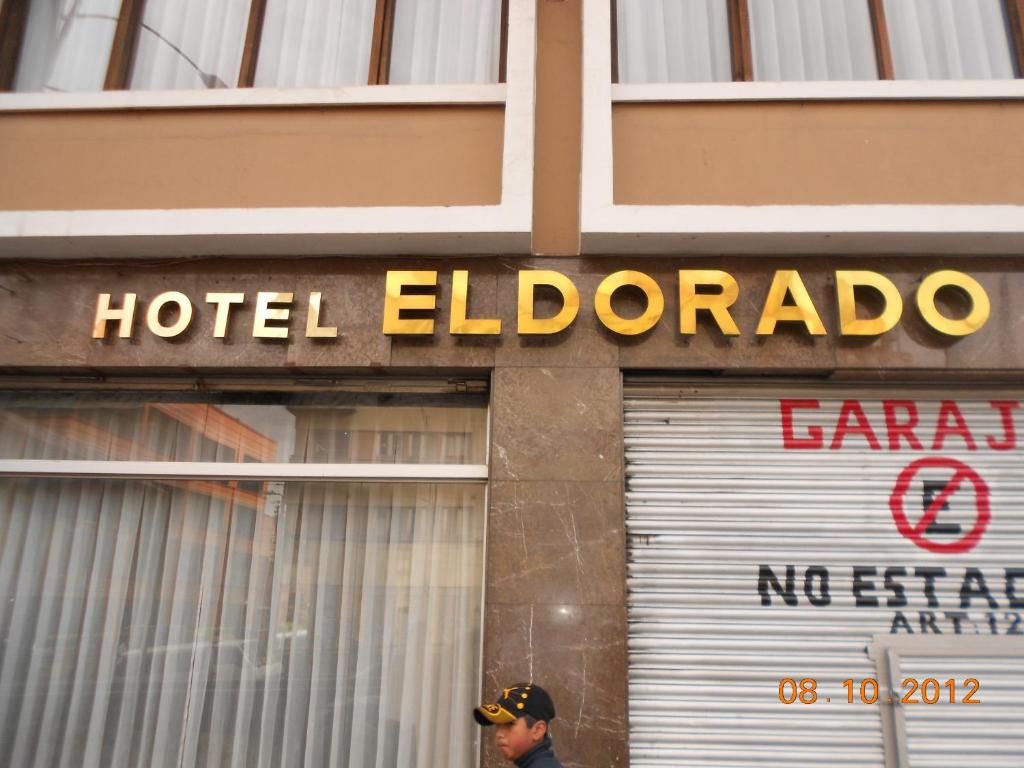 HOTEL ELDORADO
GARAJ
E
NO ESTAC
ART. 12
08.10.2012